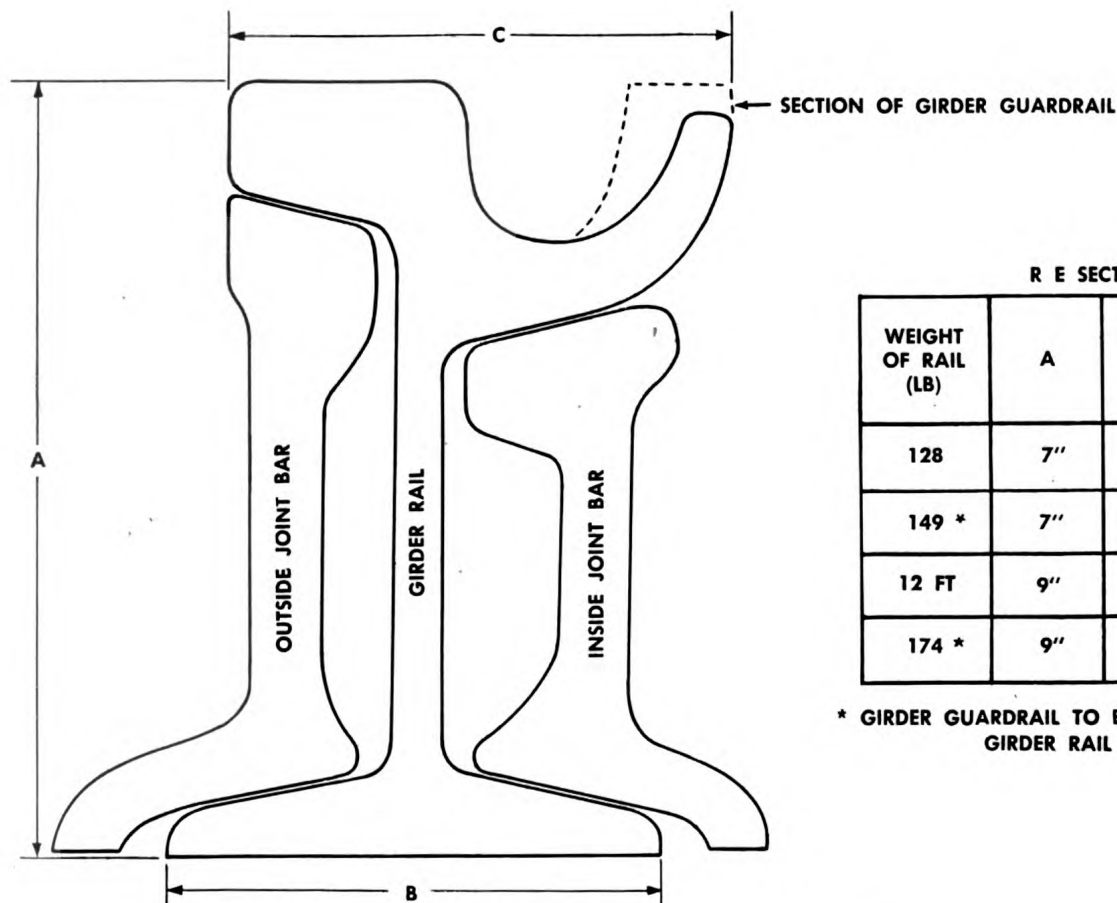 C
SECTION OF GIRDER GUARDRAIL
A
OUTSIDE JOINT BAR
GIRDER RAIL
INSIDE JOINT BAR
B
R E SECT
WEIGHT
OF RAIL
(LB)
A
128
7''
149 *
7''
12 FT
9''
174 *
9''
* GIRDER GUARDRAIL TO
GIRDER RAIL